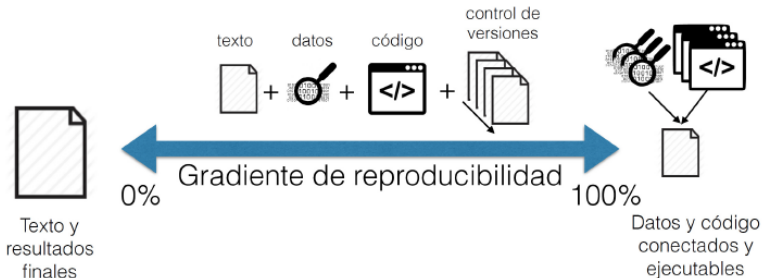 texto
datos
código
control de
versiones
+
+
</>
+
</>
0%
Gradiente de reproducibilidad
100%
Texto y
resultados
finales
Datos y código
conectados y
ejecutables